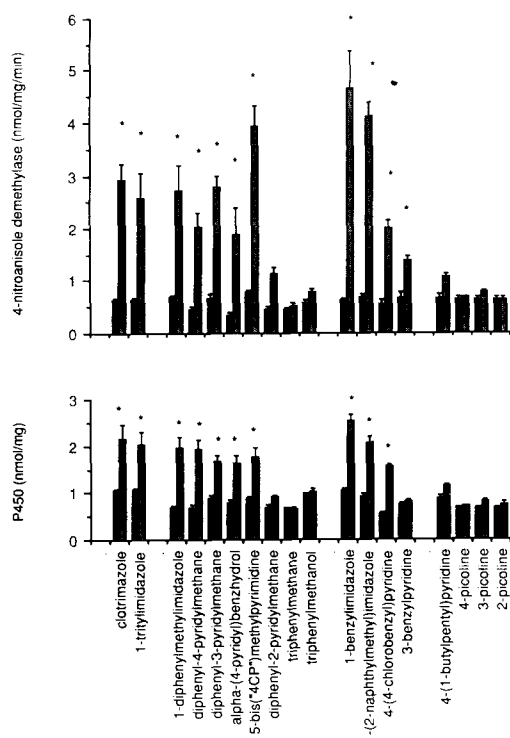 4-nitroanisole demethylase (nmol/mg/min)
6
5
4
3
2
1
0
* * * * * * * * * * *
P450 (nmol/mg)
3
2
1
0
* * * * * * * * * *
clotrimazole
1-tritylimidazole
1-diphenylmethylimidazole
diphenyl-4-pyridylmethane
diphenyl-3-pyridylmethane
alpha-(4-pyridyl)benzhydrol
5-bis("4CP")methylpyrimidine
diphenyl-2-pyridylmethane
triphenylmethane
triphenylmethanol
1-benzylimidazole
-(2-naphthylmethyl)imidazole
4-(4-chlorobenzyl)pyridine
3-benzylpyridine
4-(1-butylpentyl)pyridine
4-picoline
3-picoline
2-picoline